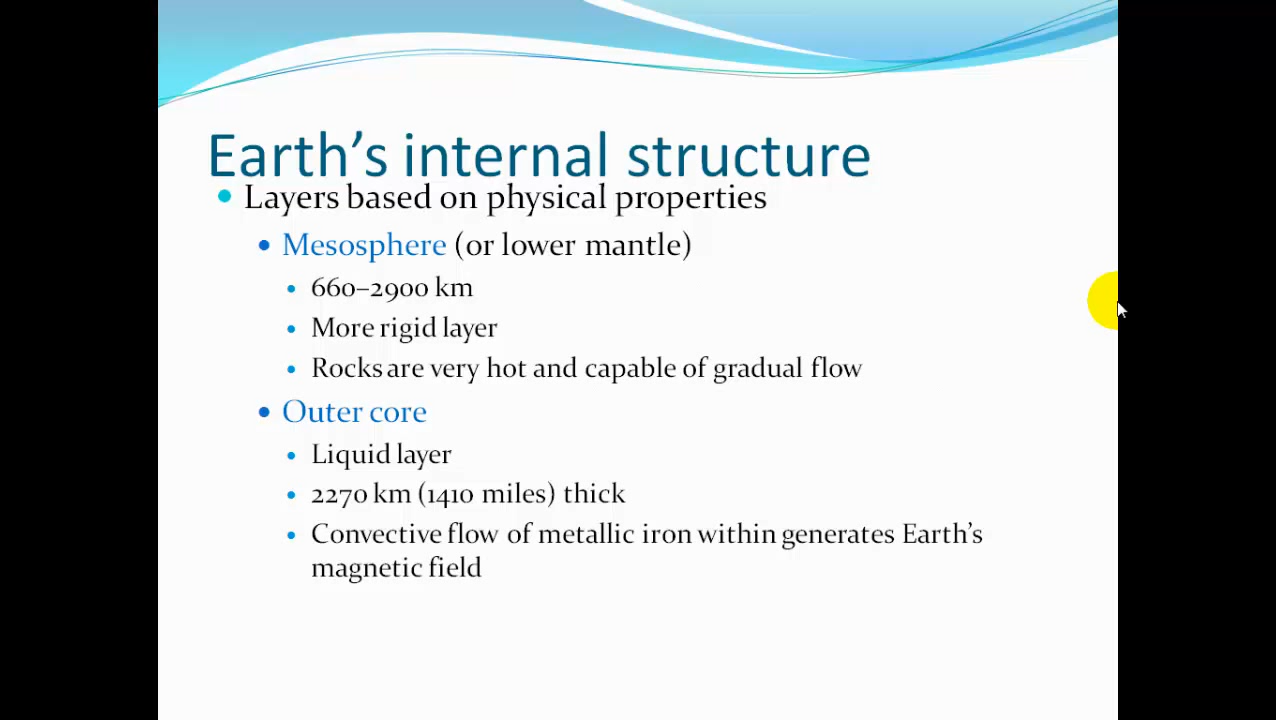 Earth’s internal structure
Layers based on physical properties
Mesosphere (or lower mantle)
660–2900 km
More rigid layer
Rocks are very hot and capable of gradual flow
Outer core
Liquid layer
2270 km (1410 miles) thick
Convective flow of metallic iron within generates Earth’s
magnetic field